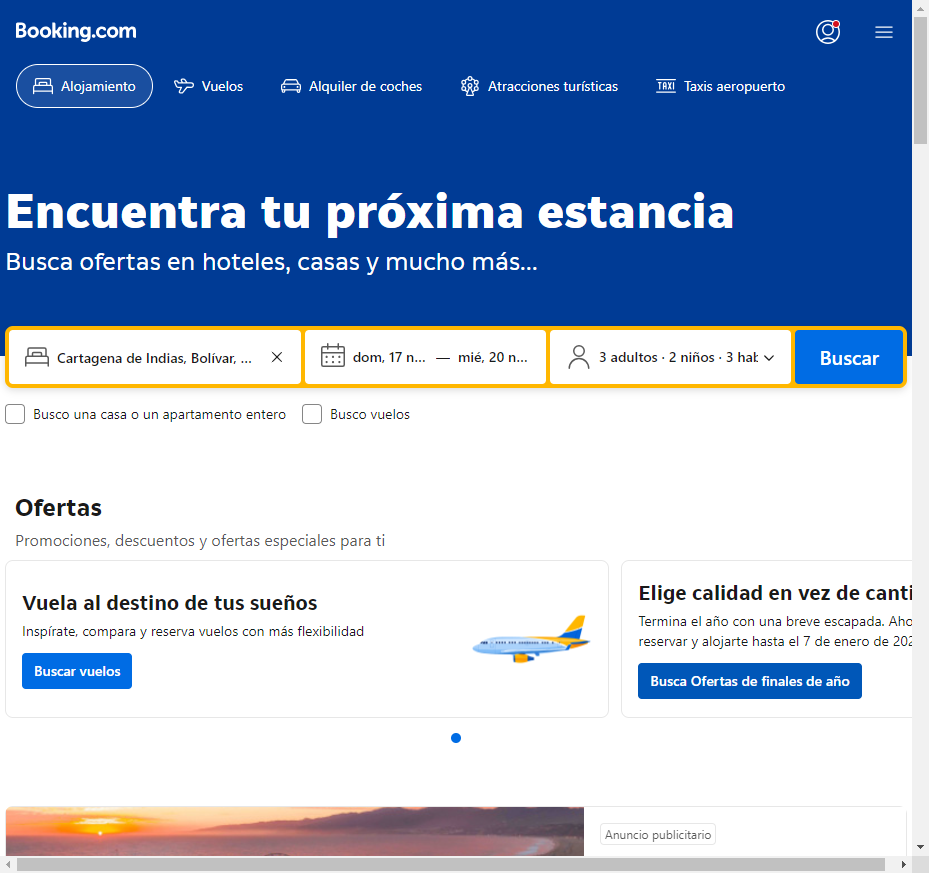 Booking.com
Alojamiento
Vuelos
Alquiler de coches
Atracciones turísticas
TAXI
Taxis aeropuerto
Encuentra tu próxima estancia
Busca ofertas en hoteles, casas y mucho más...
Cartagena de Indias, Bolívar, ...
dom, 17 n... — mié, 20 n...
3 adultos · 2 niños · 3 hab
Buscar
Busco una casa o un apartamento entero
Busco vuelos
Ofertas
Promociones, descuentos y ofertas especiales para ti
Vuela al destino de tus sueños
Inspírate, compara y reserva vuelos con más flexibilidad
Buscar vuelos
Elige calidad en vez de canti
Termina el año con una breve escapada. Aho
reservar y alojarte hasta el 7 de enero de 202
Busca Ofertas de finales de año
Anuncio publicitario